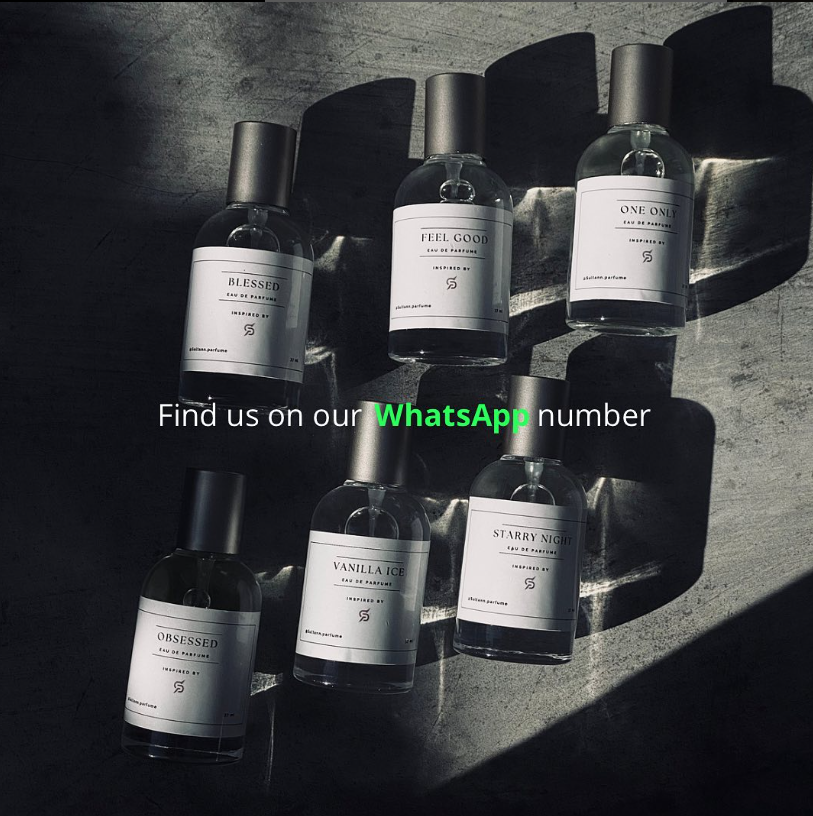 ONE ONLY
EAU DE PARFUME
INSPIRED BY
FEEL GOOD
EAU DE PARFUME
INSPIRED BY
BLESSED
EAU DE PARFUME
INSPIRED BY
Find us on our WhatsApp number
STARRY NIGHT
EAU DE PARFUME
INSPIRED BY
VANILLA ICE
EAU DE PARFUME
INSPIRED BY
OBSESSED
EAU DE PARFUME
INSPIRED BY